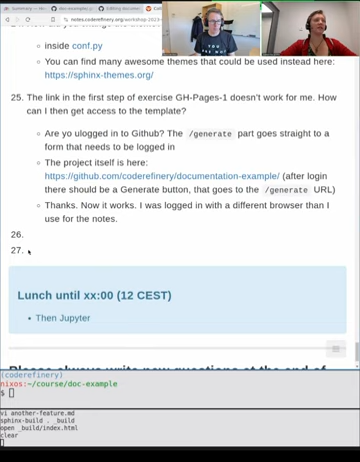 notes.coderefinery.org/workshop-2023
inside conf.py
You can find many awesome themes that could be used instead here:
https://sphinx-themes.org/
25. The link in the first step of exercise GH-Pages-1 doesn't work for me. How
can I then get access to the template?
Are yo ulogged in to Github? The /generate part goes straight to a
form that needs to be logged in
The project itself is here:
https://github.com/coderefinery/documentation-example/ (after login
there should be a Generate button, that goes to the /generate URL)
Thanks. Now it works. I was logged in with a different browser than I
use for the notes.
26.
27.
Lunch until xx:00 (12 CEST)
Then Jupyter
Please always write new questions at the end of
(coderefinery)
nixos:~/course/doc-example
$
vi another-feature.md
sphinx-build . _build
open _build/index.html
clear